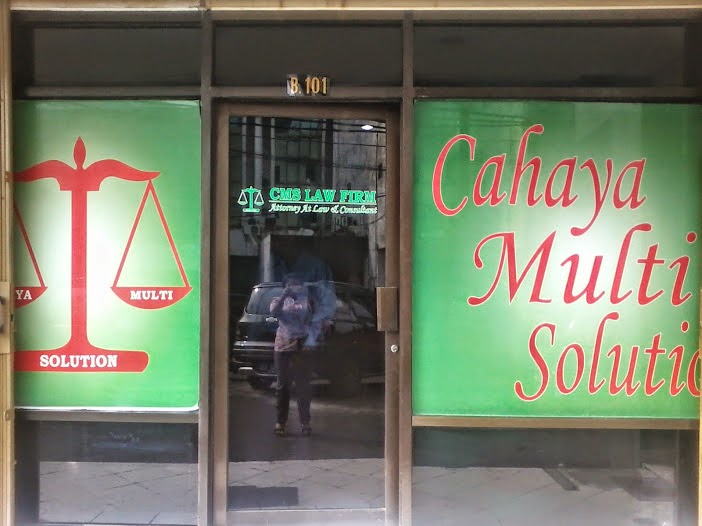 B 101
YA MULTI
SOLUTION
CMS LAW FIRM
Attorney At Law & Consultant
Cahaya
Multi
Solutio